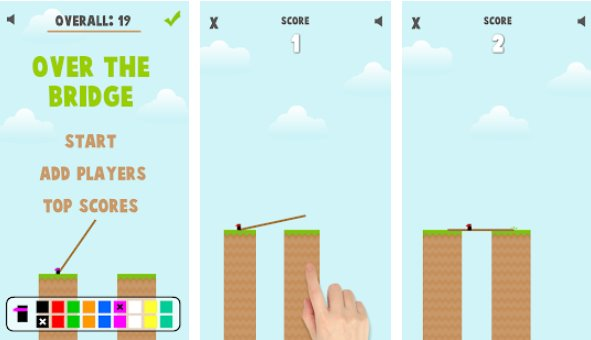 OVERALL: 19
OVER THE
BRIDGE
START
ADD PLAYERS
TOP SCORES
X
SCORE
1
X
SCORE
2